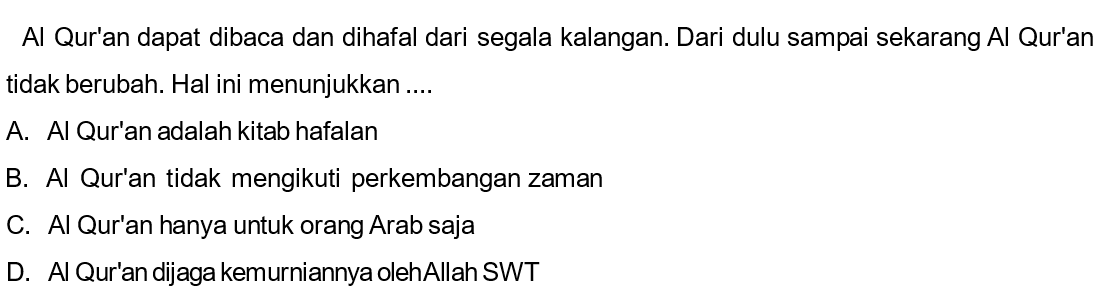 Al Qur'an dapat dibaca dan dihafal dari segala kalangan. Dari dulu sampai sekarang Al Qur'an
tidak berubah. Hal ini menunjukkan ....
A. Al Qur'an adalah kitab hafalan
B. Al Qur'an tidak mengikuti perkembangan zaman
C. Al Qur'an hanya untuk orang Arab saja
D. Al Qur'an dijaga kemurniannya oleh Allah SWT